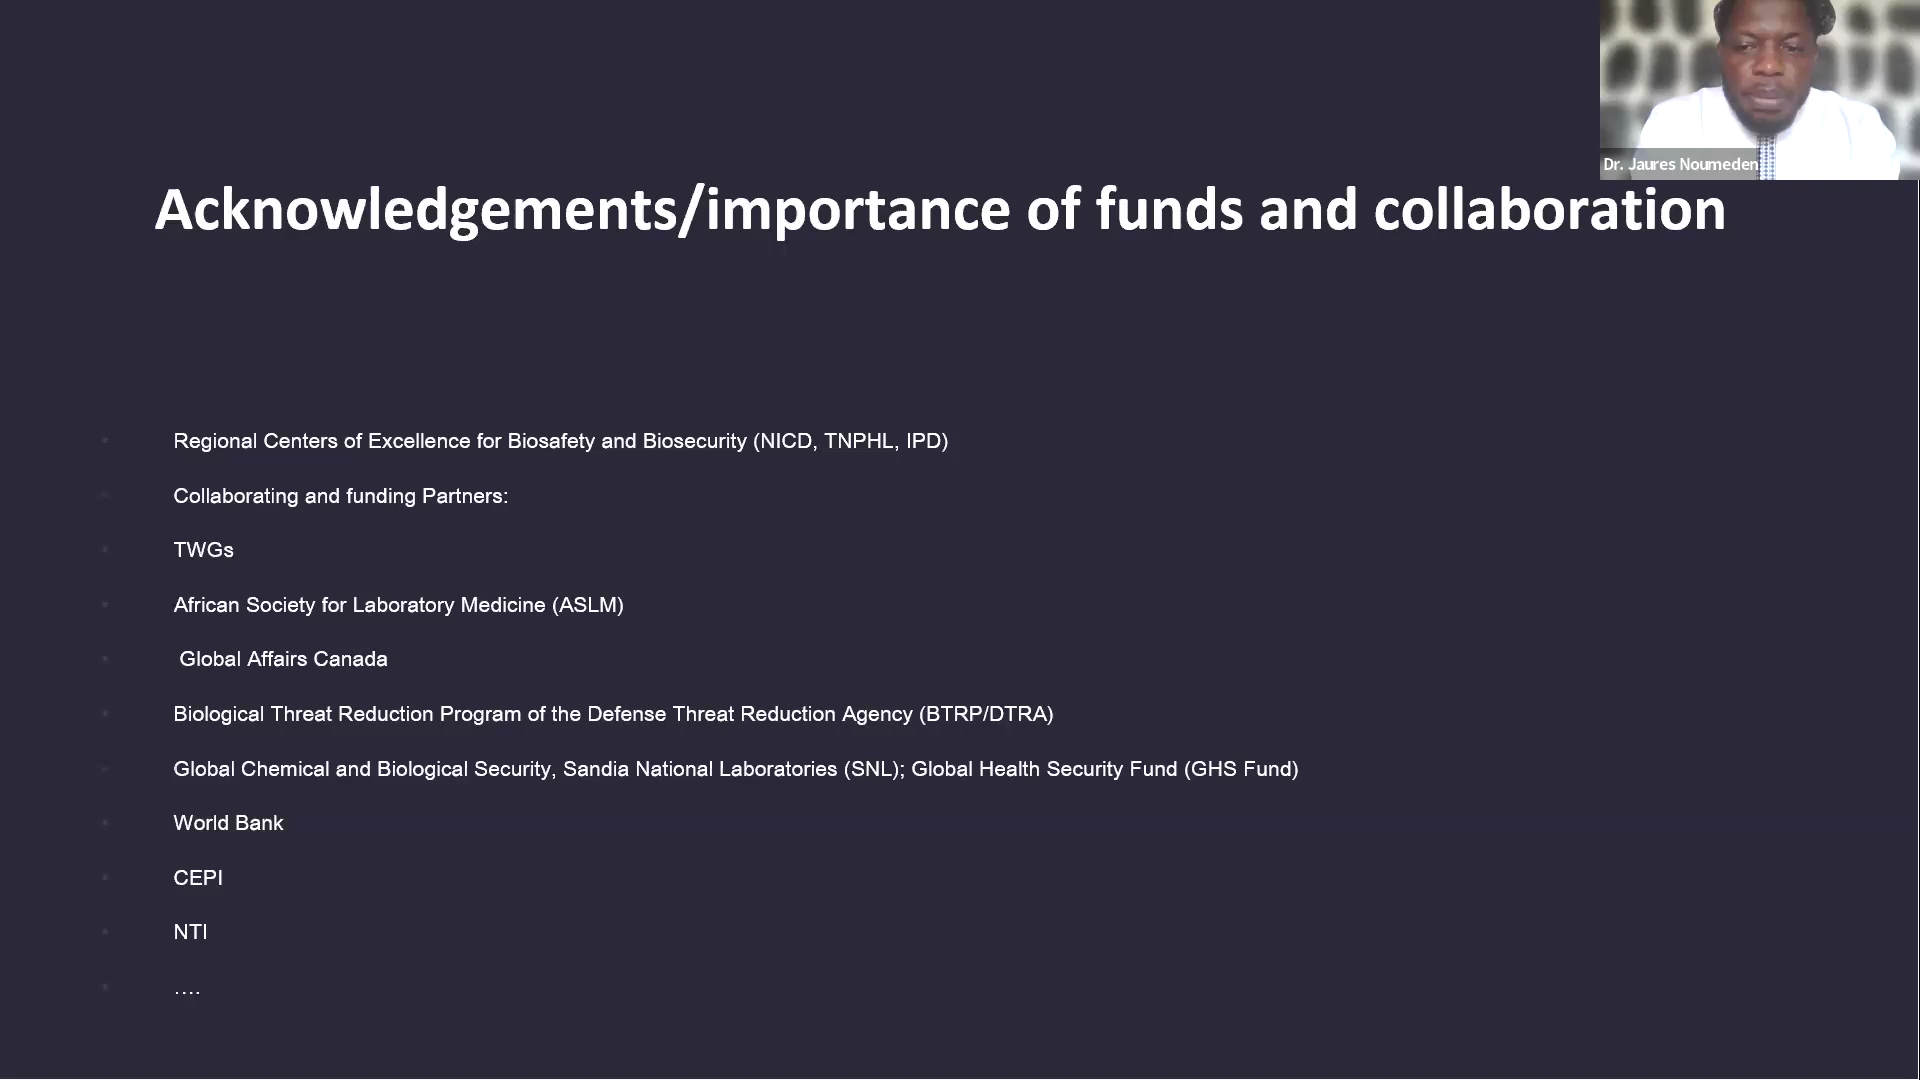 Dr. Jaures Noumeden
Acknowledgements/importance of funds and collaboration
Regional Centers of Excellence for Biosafety and Biosecurity (NICD, TNPHL, IPD)
Collaborating and funding Partners:
TWGs
African Society for Laboratory Medicine (ASLM)
Global Affairs Canada
Biological Threat Reduction Program of the Defense Threat Reduction Agency (BTRP/DTRA)
Global Chemical and Biological Security, Sandia National Laboratories (SNL); Global Health Security Fund (GHS Fund)
World Bank
CEPI
NTI
....